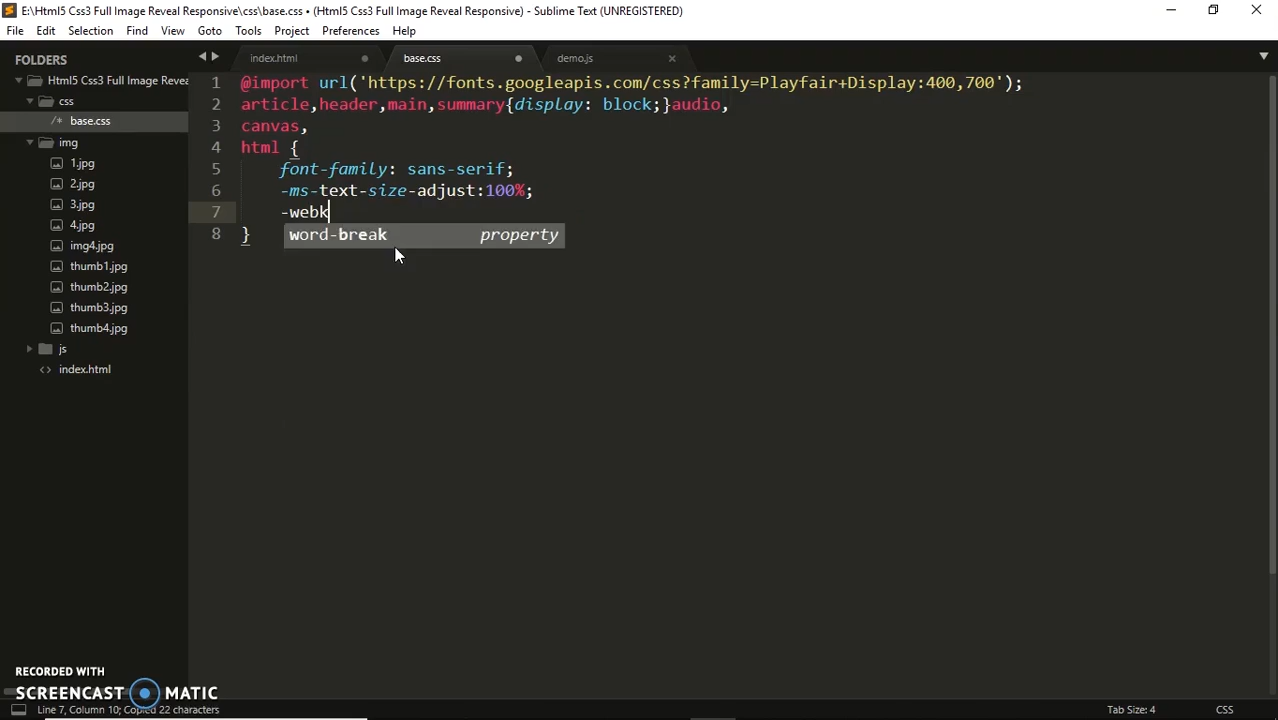 E:\Html5 Css3 Full Image Reveal Responsive\css\base.css • (Html5 Css3 Full Image Reveal Responsive) - Sublime Text (UNREGISTERED)
File Edit Selection Find View Goto Tools Project Preferences Help
FOLDERS
Html5 Css3 Full Image Revea
css
/* base.css
img
1.jpg
2.jpg
3.jpg
4.jpg
img4.jpg
thumb1.jpg
thumb2.jpg
thumb3.jpg
thumb4.jpg
js
<> index.html
index.html base.css demo.js
1 @import url('https://fonts.googleapis.com/css?family=Playfair+Display:400,700');
2 article,header,main,summary{display: block;}audio,
3 canvas,
4 html {
5 font-family: sans-serif;
6 -ms-text-size-adjust:100%;
7 -webk
word-break property
8 }
RECORDED WITH
SCREENCAST MATIC
Line 7, Column 10; Copied 22 characters Tab Size: 4 CSS